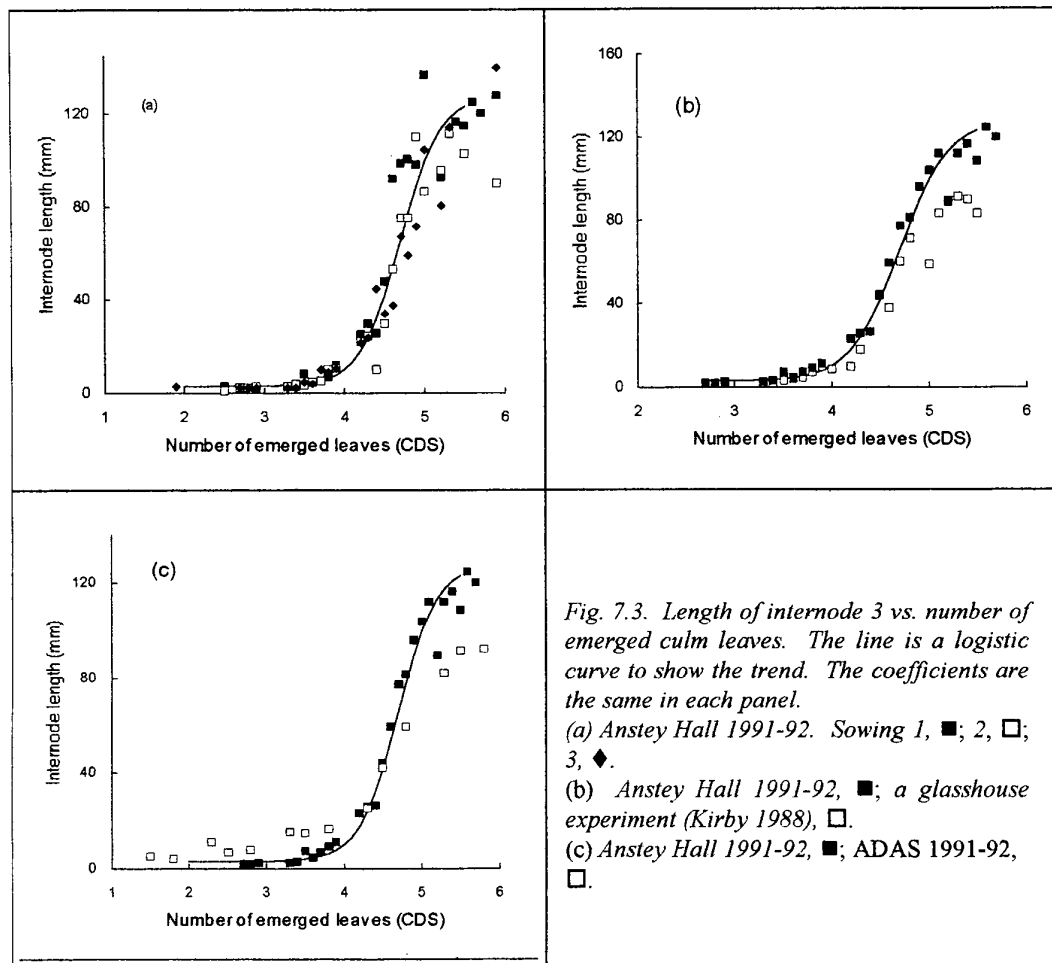 (a)
Internode length (mm)
120
80
40
0
1 2 3 4 5 6
Number of emerged leaves (CDS)
(b)
Internode length (mm)
160
120
80
40
0
2 3 4 5 6
Number of emerged leaves (CDS)
(c)
Internode length (mm)
120
80
40
0
1 2 3 4 5 6
Number of emerged leaves (CDS)
Fig. 7.3. Length of internode 3 vs. number of
emerged culm leaves. The line is a logistic
curve to show the trend. The coefficients are
the same in each panel.
(a) Anstey Hall 1991-92. Sowing 1, ■; 2, □;
3, ◆.
(b) Anstey Hall 1991-92, ■; a glasshouse
experiment (Kirby 1988), □.
(c) Anstey Hall 1991-92, ■; ADAS 1991-92,
□.